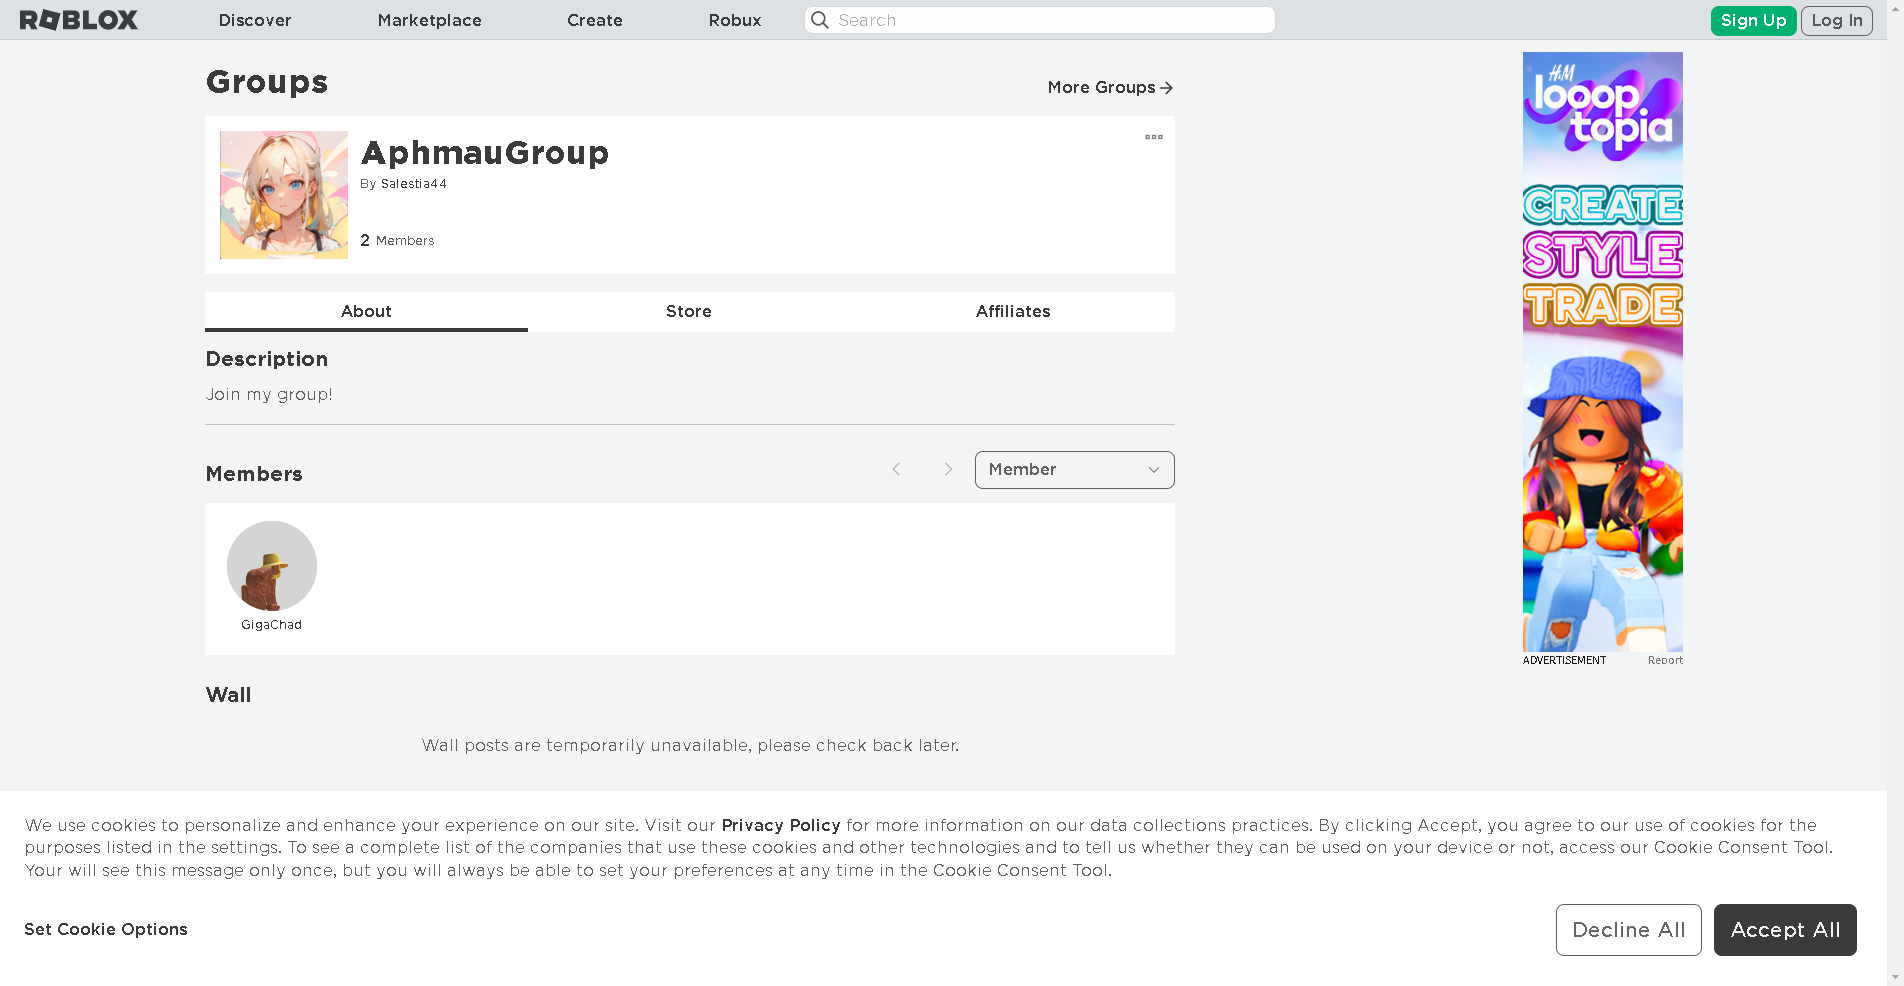 ROBLOX Discover Marketplace Create Robux Search Sign Up Log In
Groups
More Groups
AphmauGroup
By Salestia44
2 Members
About Store Affiliates
Description
Join my group!
Members
Member
GigaChad
Wall
Wall posts are temporarily unavailable, please check back later.
H&M
looop
topia
CREATE
STYLE
TRADE
ADVERTISEMENT Report
We use cookies to personalize and enhance your experience on our site. Visit our Privacy Policy for more information on our data collections practices. By clicking Accept, you agree to our use of cookies for the
purposes listed in the settings. To see a complete list of the companies that use these cookies and other technologies and to tell us whether they can be used on your device or not, access our Cookie Consent Tool.
Your will see this message only once, but you will always be able to set your preferences at any time in the Cookie Consent Tool.
Set Cookie Options
Decline All
Accept All